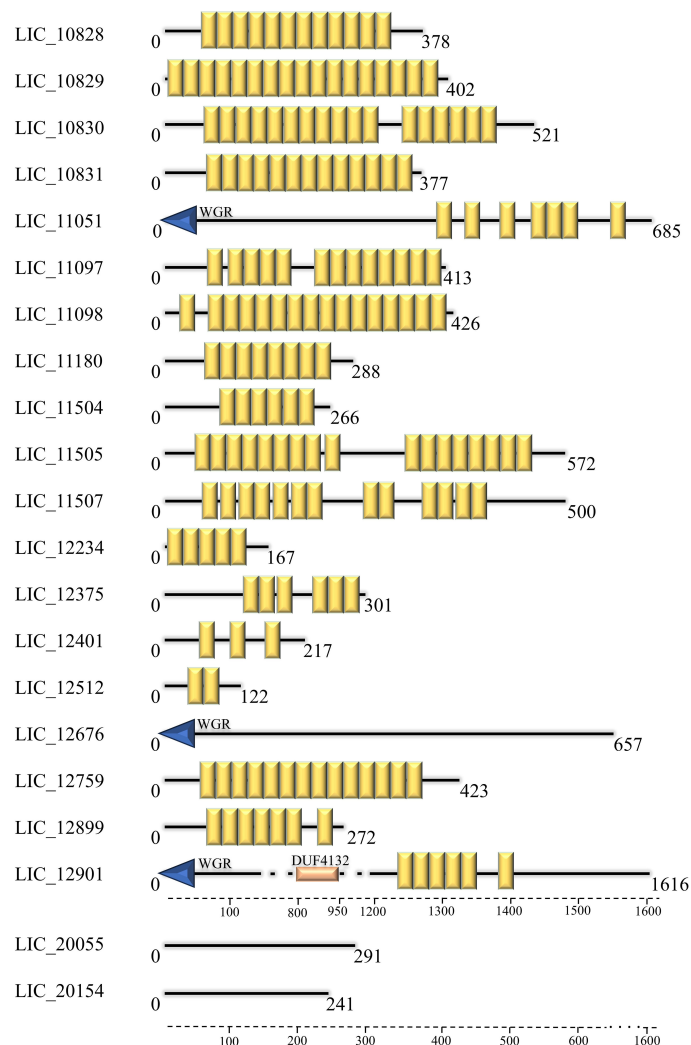 LIC_10828 0 378
LIC_10829 0 402
LIC_10830 0 521
LIC_10831 0 377
LIC_11051 0 WGR 685
LIC_11097 0 413
LIC_11098 0 426
LIC_11180 0 288
LIC_11504 0 266
LIC_11505 0 572
LIC_11507 0 500
LIC_12234 0 167
LIC_12375 0 301
LIC_12401 0 217
LIC_12512 0 122
LIC_12676 0 WGR 657
LIC_12759 0 423
LIC_12899 0 272
LIC_12901 0 WGR DUF4132 1616
100 800 950 1200 1300 1400 1500 1600
LIC_20055 0 291
LIC_20154 0 241
100 200 300 400 500 600 1600